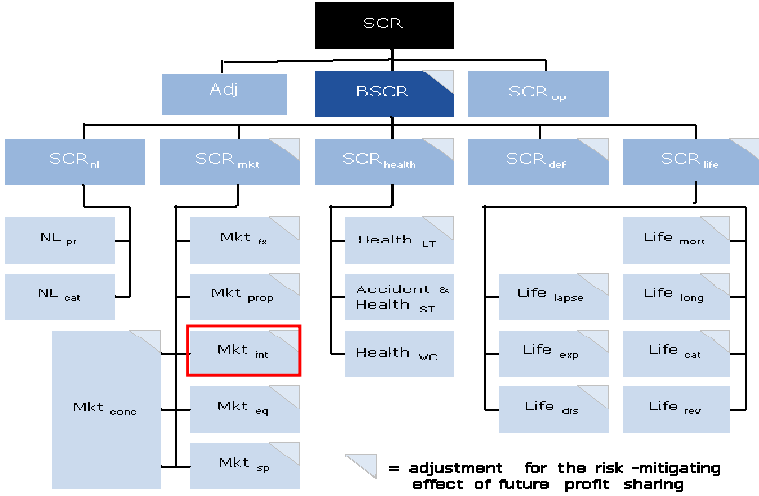 SCR
Adj
BSCR
SCR op
SCR nl
SCR mkt
SCR health
SCR def
SCR life
NL pr
Mkt fx
Health LT
Life mort
NL cat
Mkt prop
Accident &
Health ST
Life lapse
Life long
Mkt int
Health WC
Life exp
Life cat
Mkt conc
Mkt eq
Life dis
Life rev
Mkt sp
= adjustment for the risk -mitigating
effect of future profit sharing